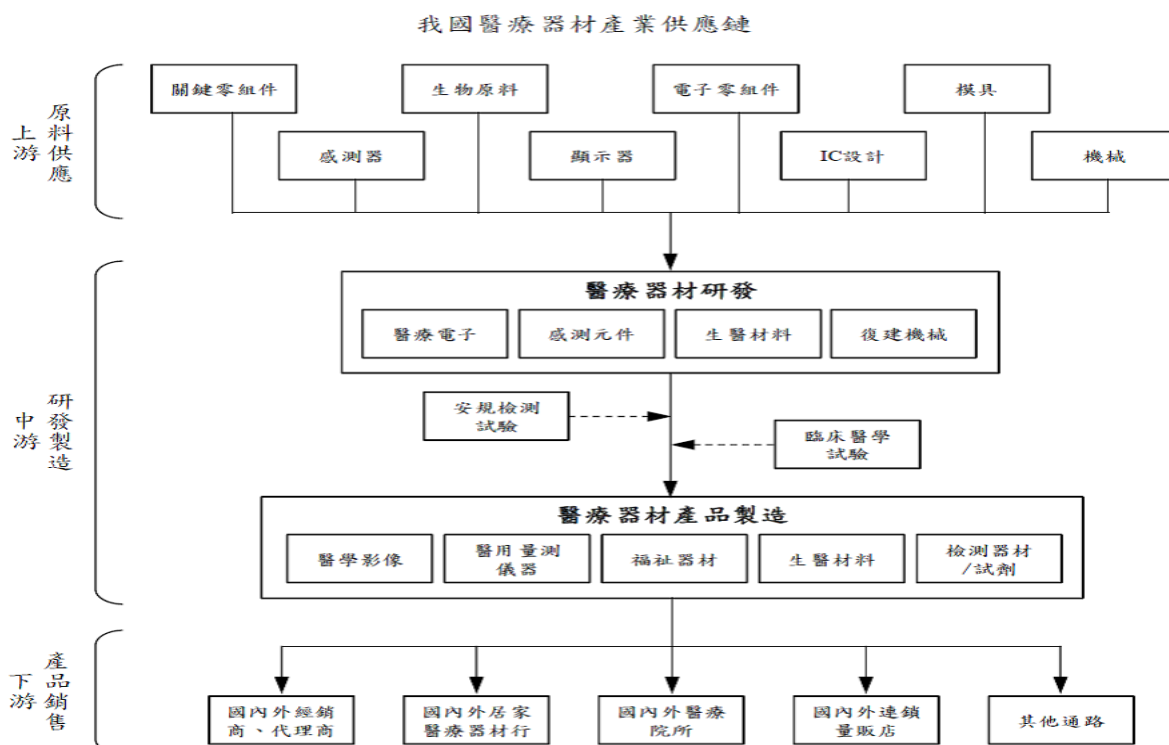 我國醫療器材產業供應鏈
上游
原料供應
關鍵零組件
生物原料
電子零組件
模具
感測器
顯示器
IC設計
機械
中游
研發製造
醫療器材研發
醫療電子
感測元件
生醫材料
復建機械
安規檢測
試驗
臨床醫學
試驗
醫療器材產品製造
醫學影像
醫用量測
儀器
福祉器材
生醫材料
檢測器材
/試劑
下游
產品銷售
國內外經銷
商、代理商
國內外居家
醫療器材行
國內外醫療
院所
國內外連鎖
量販店
其他通路